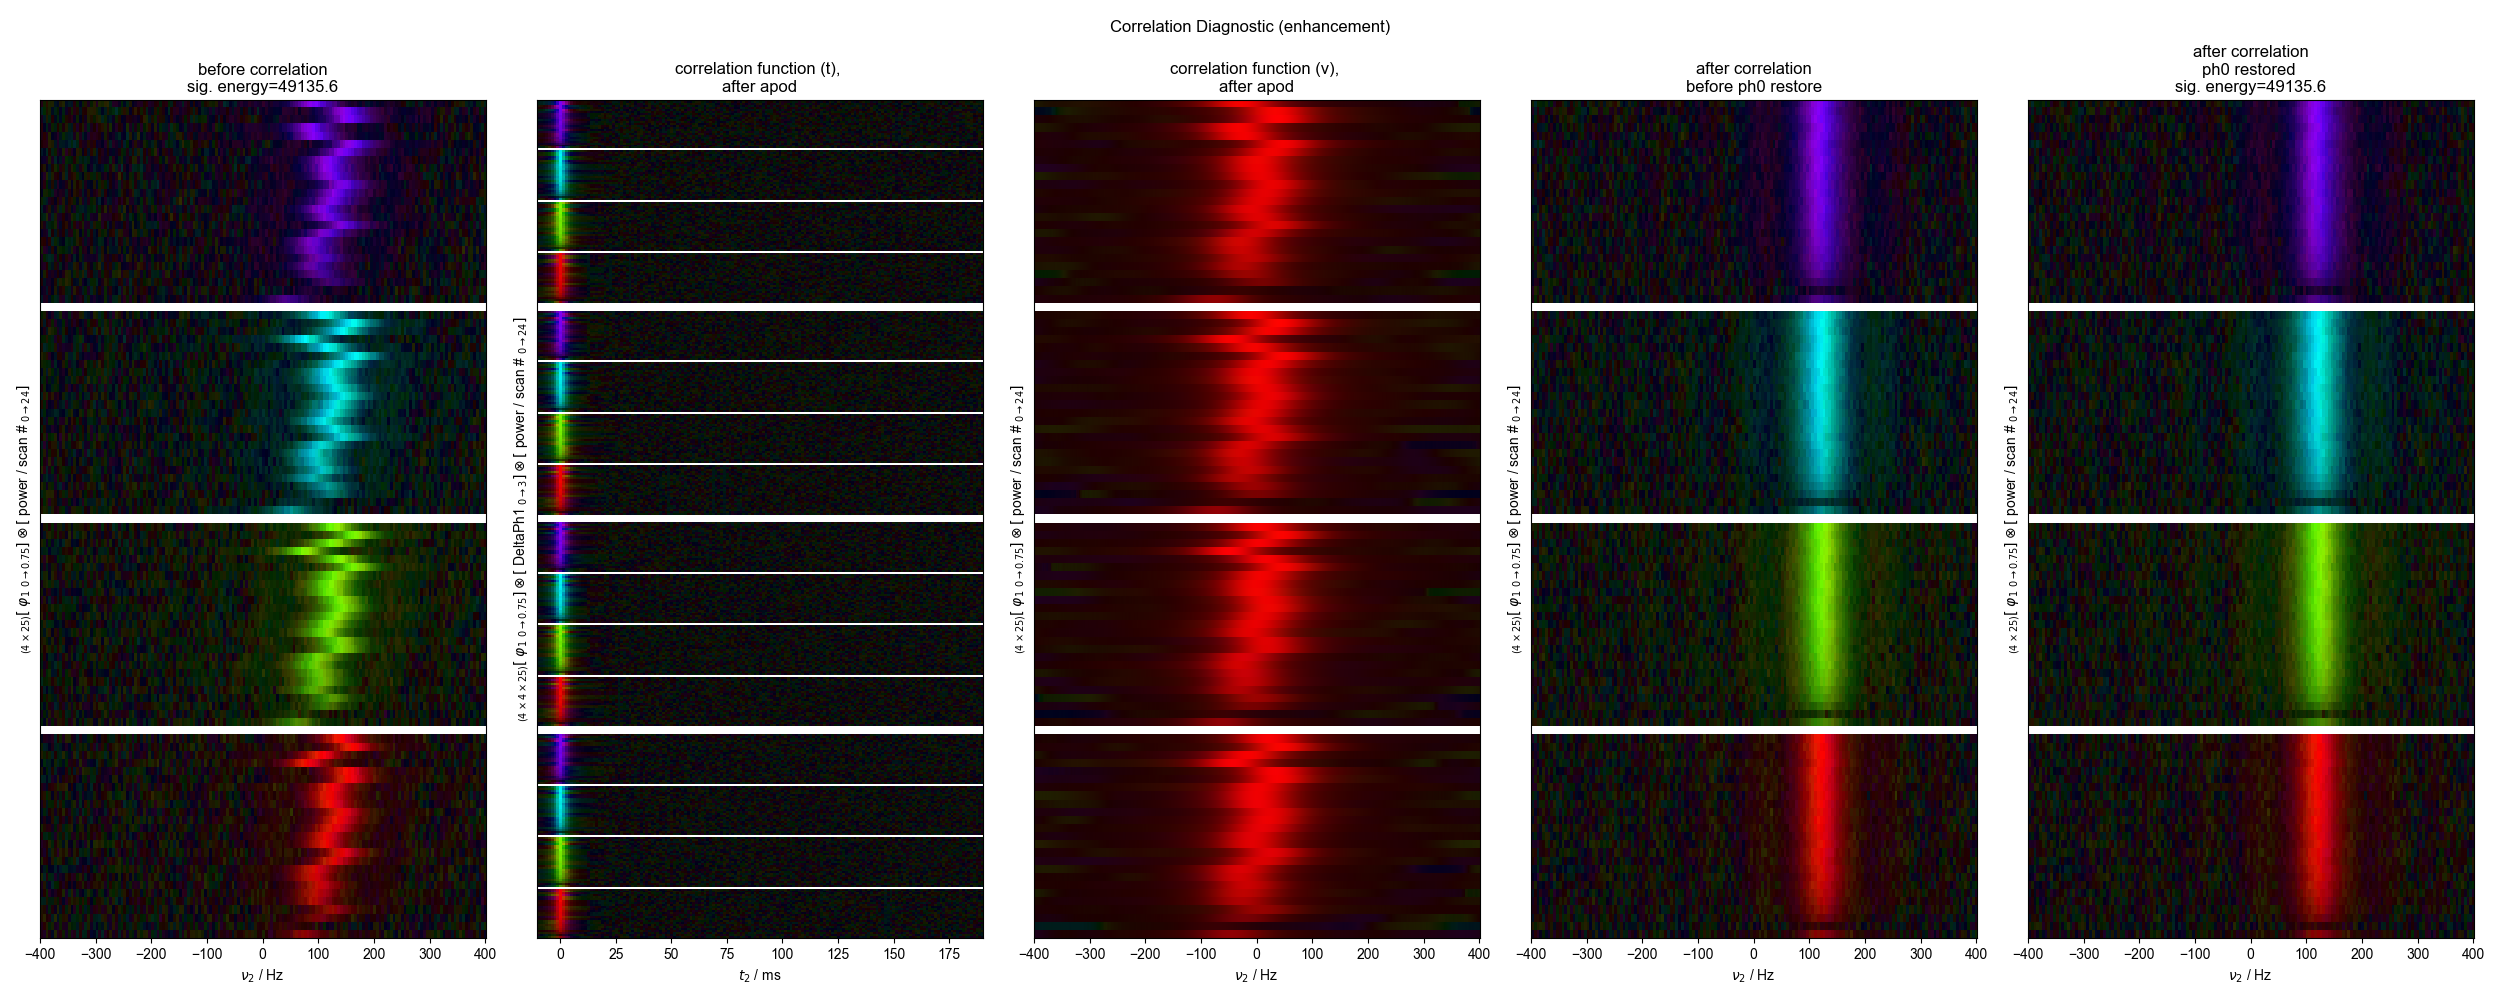 Correlation Diagnostic (enhancement)
before correlation
sig. energy=49135.6
correlation function (t),
after apod
correlation function (v),
after apod
after correlation
before ph0 restore
after correlation
ph0 restored
sig. energy=49135.6
(4 × 25)[ φ1 0→0.75] ⊗ [ power / scan # 0→24]
(4 × 4 × 25)[ φ1 0→0.75] ⊗ [ DeltaPh1 0→3] ⊗ [ power / scan # 0→24]
(4 × 25)[ φ1 0→0.75] ⊗ [ power / scan # 0→24]
(4 × 25)[ φ1 0→0.75] ⊗ [ power / scan # 0→24]
(4 × 25)[ φ1 0→0.75] ⊗ [ power / scan # 0→24]
−400 −300 −200 −100 0 100 200 300 400
0 25 50 75 100 125 150 175
−400 −300 −200 −100 0 100 200 300 400
−400 −300 −200 −100 0 100 200 300 400
−400 −300 −200 −100 0 100 200 300 400
ν2 / Hz
t2 / ms
ν2 / Hz
ν2 / Hz
ν2 / Hz